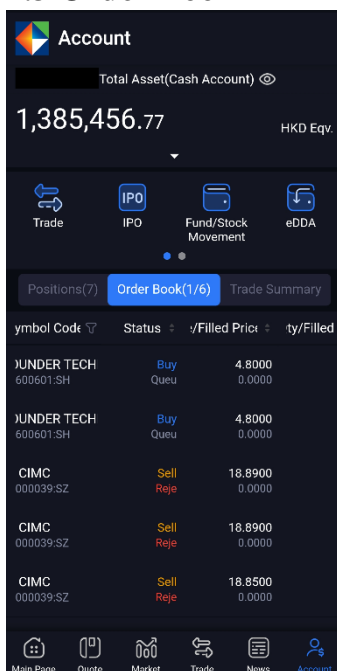 Account
Total Asset(Cash Account)
1,385,456.77 HKD Eqv.
Trade IPO Fund/Stock Movement eDDA
Positions(7) Order Book(1/6) Trade Summary
ymbol Code Status :/Filled Price :ty/Filled
OUNDER TECH Buy 4.8000
600601:SH Queu 0.0000
OUNDER TECH Buy 4.8000
600601:SH Queu 0.0000
CIMC Sell 18.8900
000039:SZ Reje 0.0000
CIMC Sell 18.8900
000039:SZ Reje 0.0000
CIMC Sell 18.8500
000039:SZ Reje 0.0000
Main Page Quote Market Trade News Account